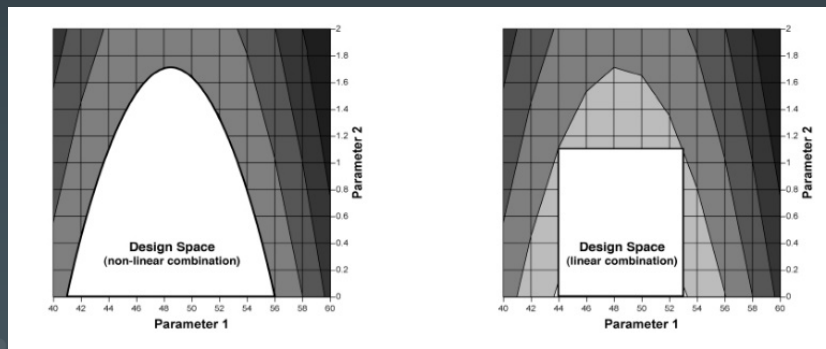 2
1.8
1.6
1.4
1.2
1
0.8
0.6
0.4
0.2
0
Parameter 2
Design Space
(non-linear combination)
40 42 44 46 48 50 52 54 56 58 60
Parameter 1
2
1.8
1.6
1.4
1.2
1
0.8
0.6
0.4
0.2
0
Parameter 2
Design Space
(linear combination)
40 42 44 46 48 50 52 54 56 58 60
Parameter 1